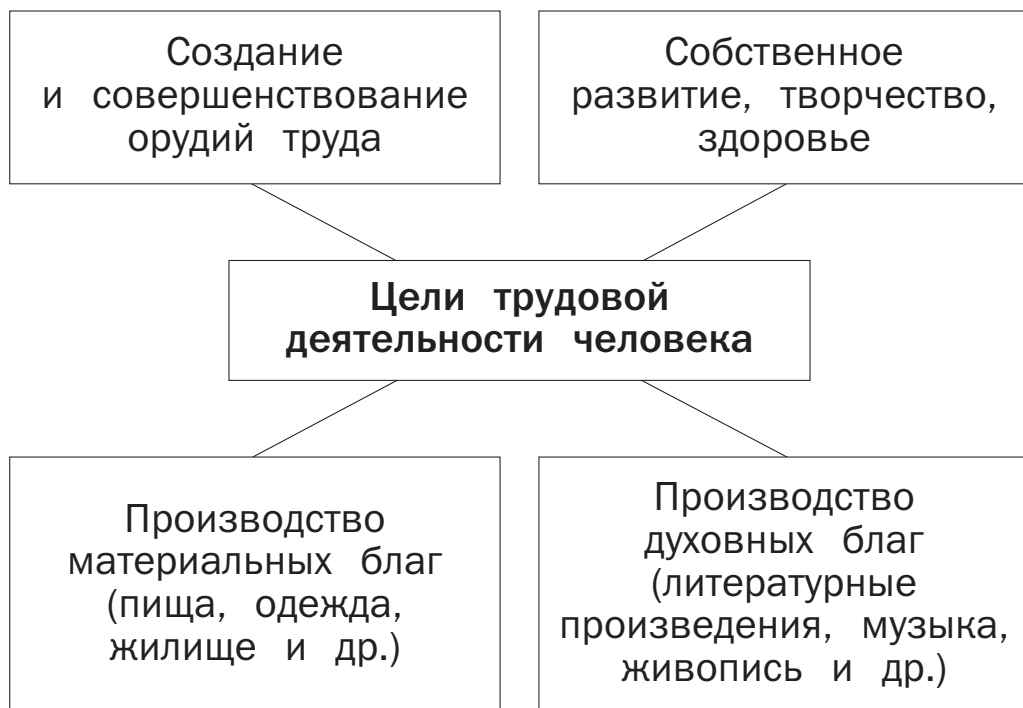 Создание
и совершенствование
орудий труда
Собственное
развитие, творчество,
здоровье
Цели трудовой
деятельности человека
Производство
материальных благ
(пища, одежда,
жилище и др.)
Производство
духовных благ
(литературные
произведения, музыка,
живопись и др.)